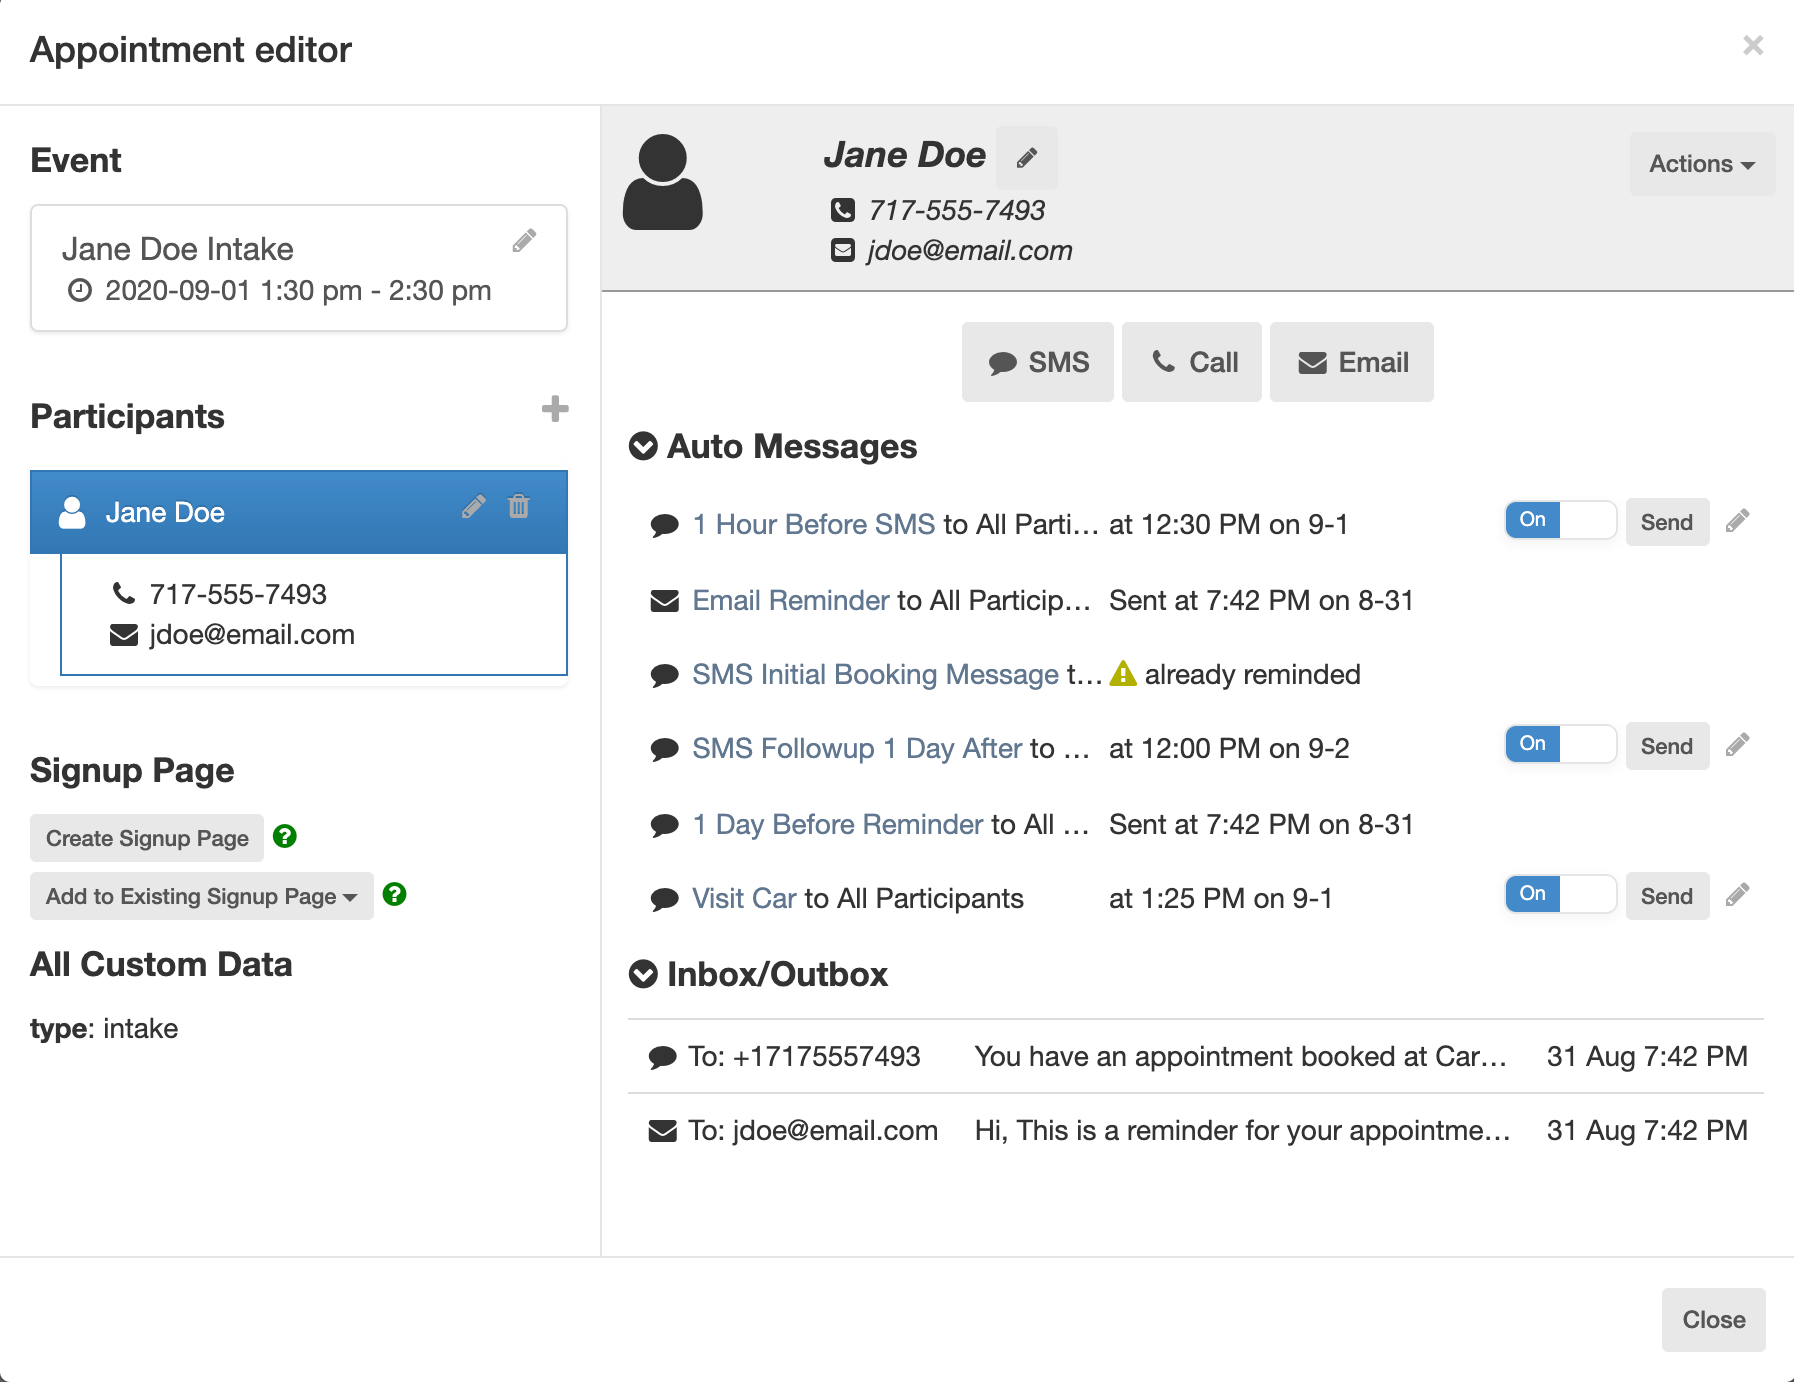 Appointment editor
×
Event
Jane Doe Intake
2020-09-01 1:30 pm - 2:30 pm
Participants
Jane Doe
717-555-7493
jdoe@email.com
Signup Page
Create Signup Page ?
Add to Existing Signup Page ?
All Custom Data
type: intake
Jane Doe
717-555-7493
jdoe@email.com
Actions
SMS Call Email
Auto Messages
1 Hour Before SMS to All Parti... at 12:30 PM on 9-1 On Send
Email Reminder to All Particip... Sent at 7:42 PM on 8-31
SMS Initial Booking Message t... already reminded
SMS Followup 1 Day After to ... at 12:00 PM on 9-2 On Send
1 Day Before Reminder to All ... Sent at 7:42 PM on 8-31
Visit Car to All Participants at 1:25 PM on 9-1 On Send
Inbox/Outbox
To: +17175557493 You have an appointment booked at Car... 31 Aug 7:42 PM
To: jdoe@email.com Hi, This is a reminder for your appointme... 31 Aug 7:42 PM
Close